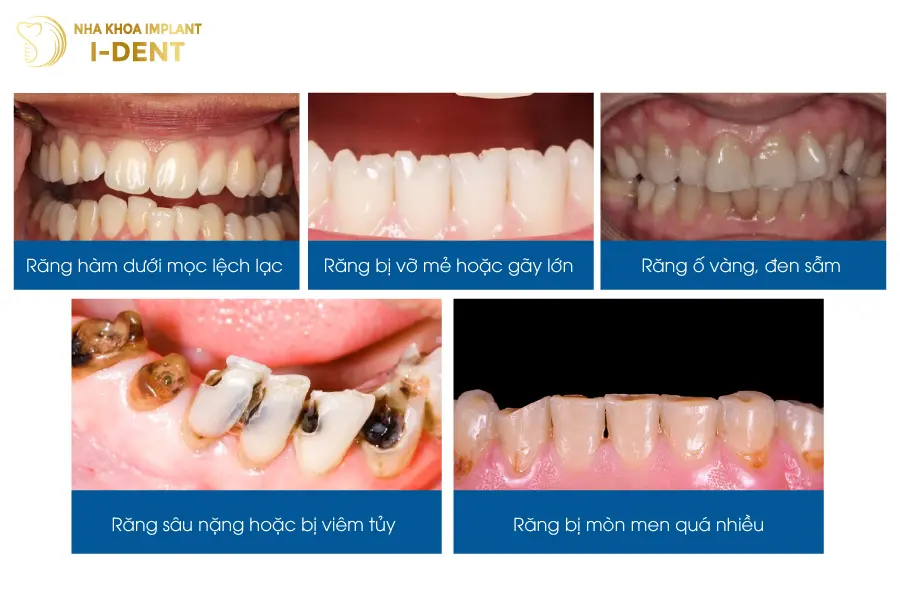 NHA KHOA IMPLANT
I-DENT
Răng hàm dưới mọc lệch lạc
Răng bị vỡ mẻ hoặc gãy lớn
Răng ố vàng, đen sẫm
Răng sâu nặng hoặc bị viêm tủy
Răng bị mòn men quá nhiều